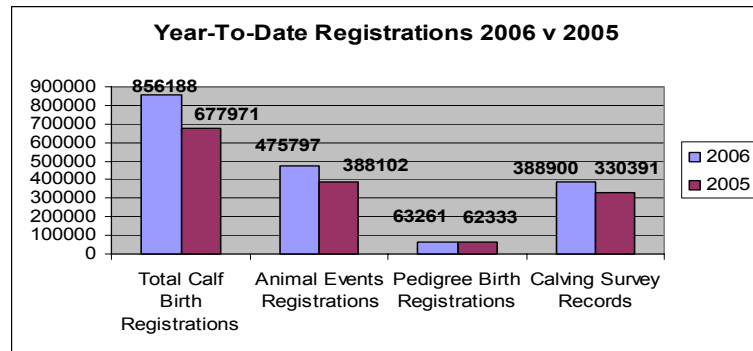 Year-To-Date Registrations 2006 v 2005
900000
800000
700000
600000
500000
400000
300000
200000
100000
0
856188
677971
475797
388102
63261
62333
388900
330391
Total Calf
Birth
Registrations
Animal Events
Registrations
Pedigree Birth
Registrations
Calving Survey
Records
2006
2005